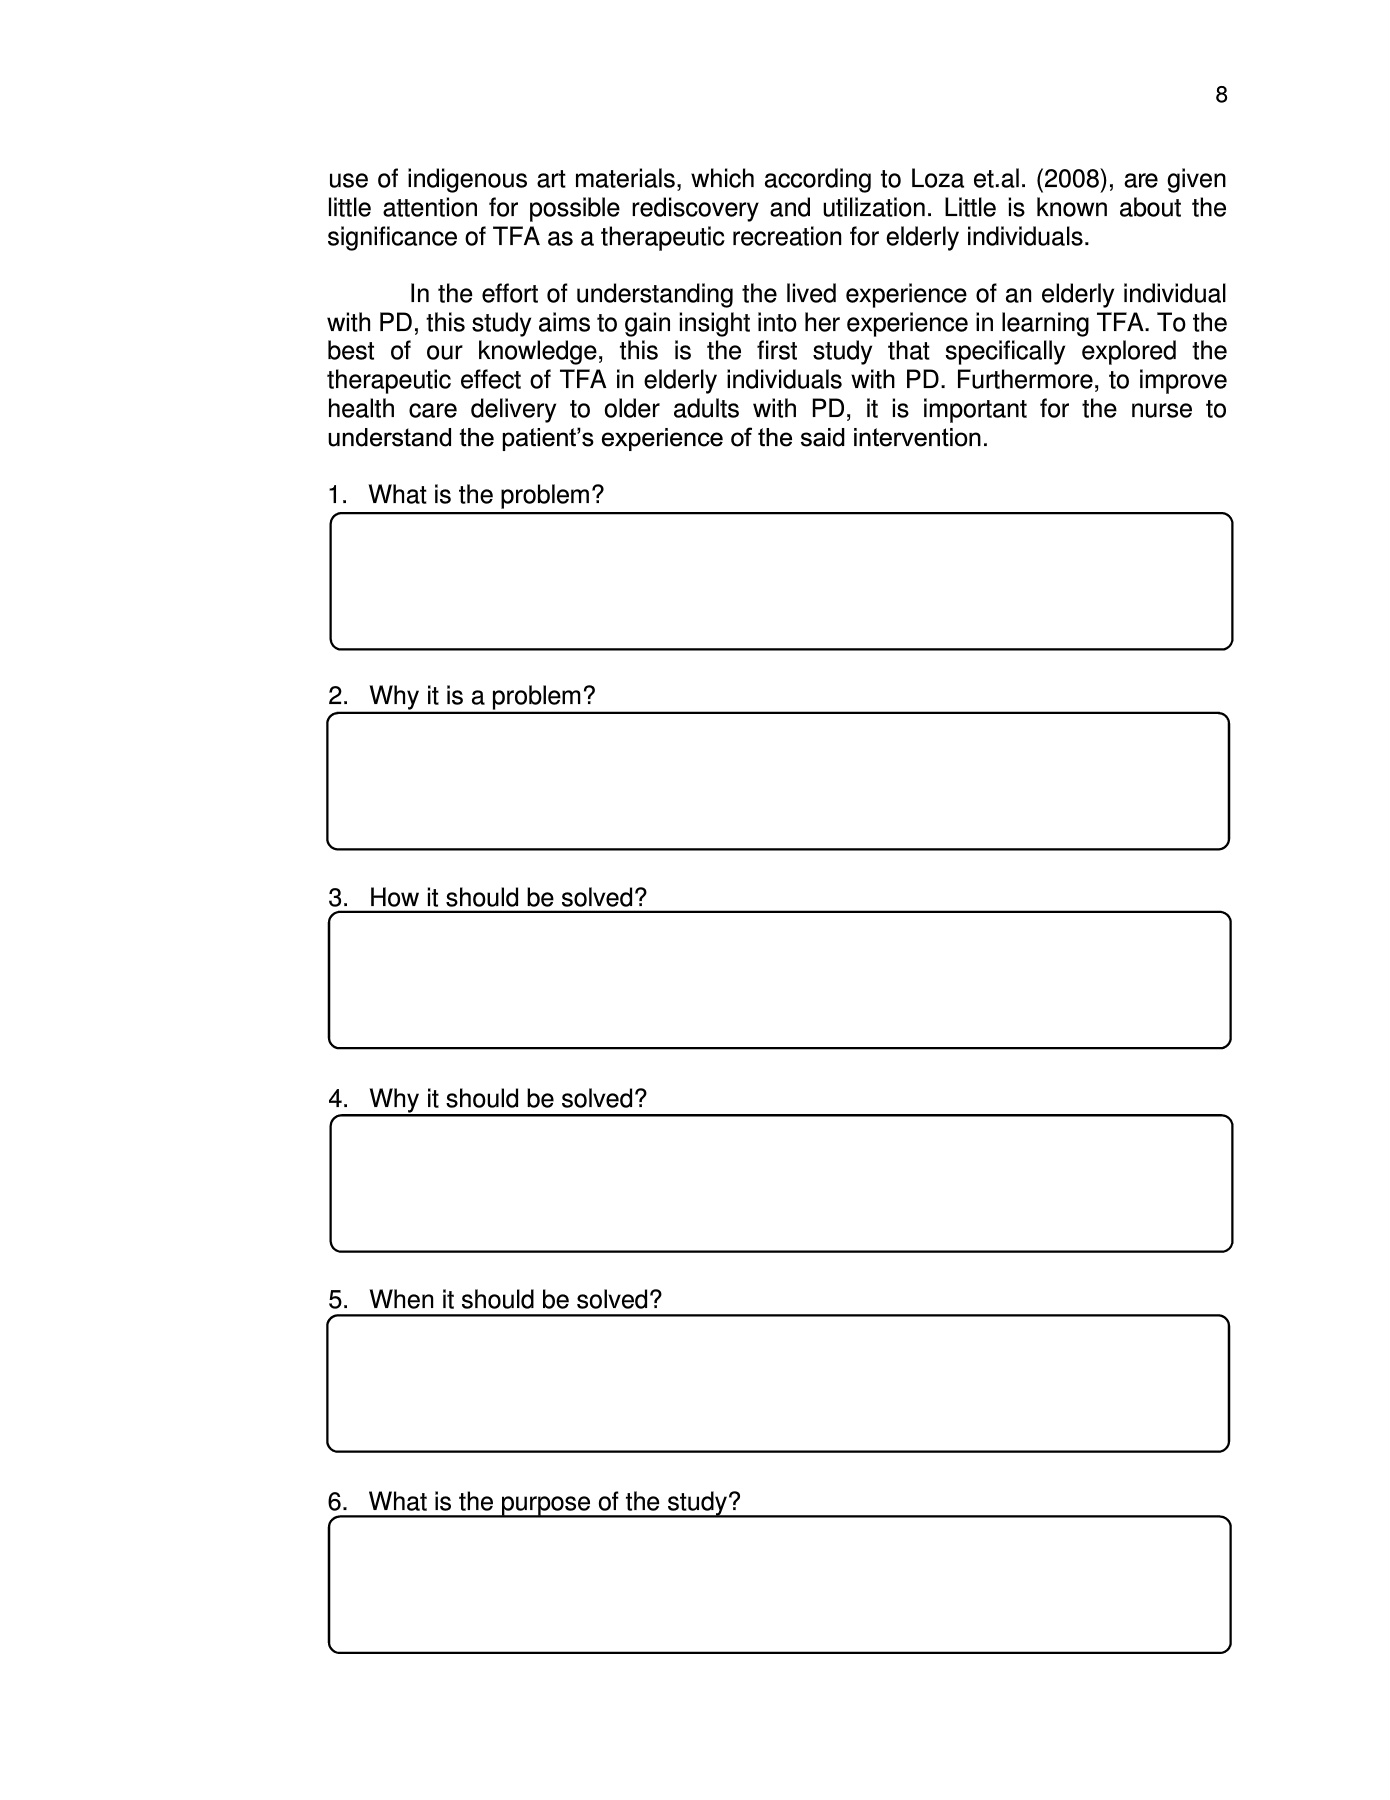 8
use of indigenous art materials, which according to Loza et.al. (2008), are given
little attention for possible rediscovery and utilization. Little is known about the
significance of TFA as a therapeutic recreation for elderly individuals.
In the effort of understanding the lived experience of an elderly individual
with PD, this study aims to gain insight into her experience in learning TFA. To the
best of our knowledge, this is the first study that specifically explored the
therapeutic effect of TFA in elderly individuals with PD. Furthermore, to improve
health care delivery to older adults with PD, it is important for the nurse to
understand the patient’s experience of the said intervention.
1. What is the problem?
2. Why it is a problem?
3. How it should be solved?
4. Why it should be solved?
5. When it should be solved?
6. What is the purpose of the study?